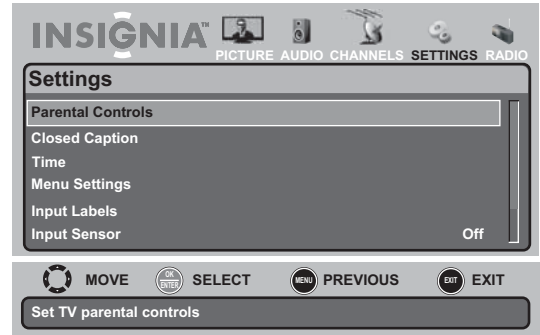 INSIGNIA™
PICTURE AUDIO CHANNELS SETTINGS RADIO
Settings
Parental Controls
Closed Caption
Time
Menu Settings
Input Labels
Input Sensor Off
MOVE OK ENTER SELECT MENU PREVIOUS EXIT EXIT
Set TV parental controls